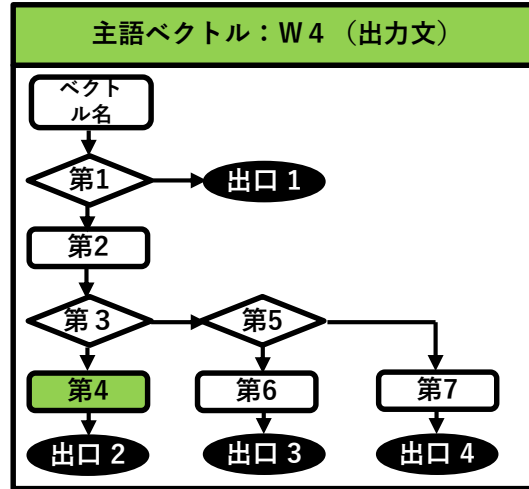 主語ベクトル：W４（出力文）
ベクト
ル名
第1
出口 1
第2
第３
第5
第4
第6
第7
出口 2
出口 3
出口 4